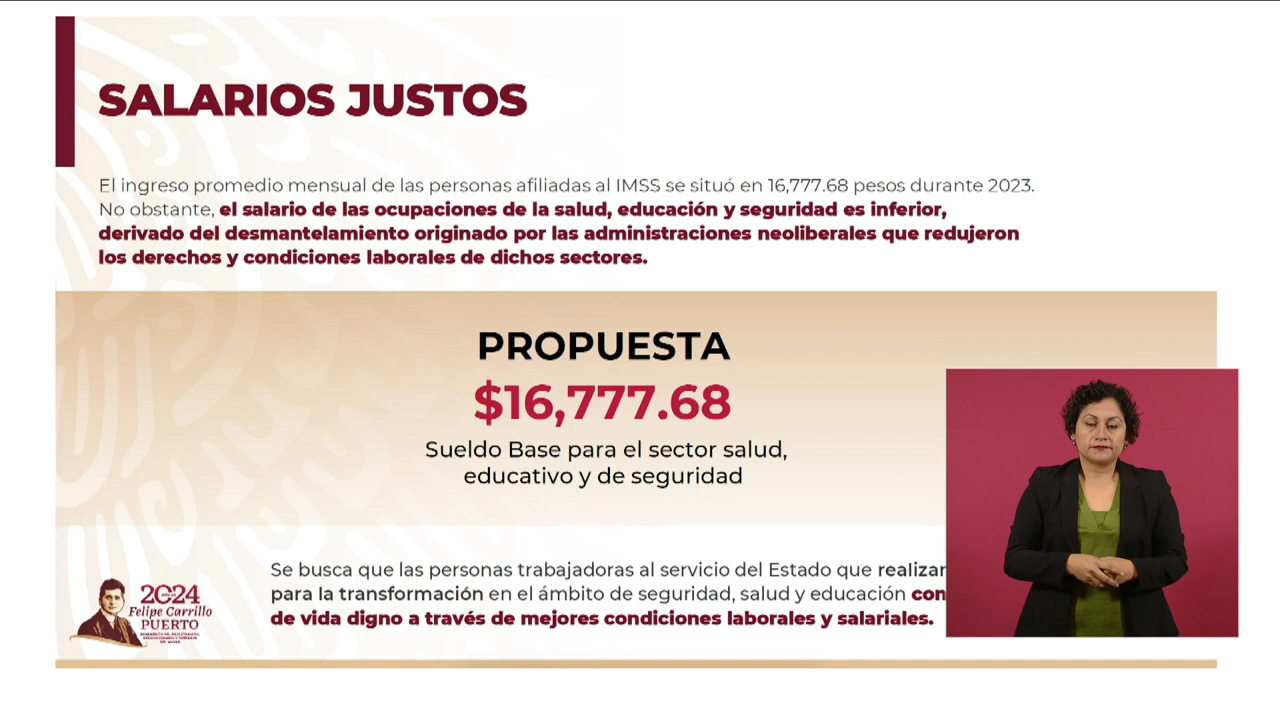 SALARIOS JUSTOS
El ingreso promedio mensual de las personas afiliadas al IMSS se situó en 16,777.68 pesos durante 2023.
No obstante, el salario de las ocupaciones de la salud, educación y seguridad es inferior,
derivado del desmantelamiento originado por las administraciones neoliberales que redujeron
los derechos y condiciones laborales de dichos sectores.
PROPUESTA
$16,777.68
Sueldo Base para el sector salud,
educativo y de seguridad
Se busca que las personas trabajadoras al servicio del Estado que realizar
para la transformación en el ámbito de seguridad, salud y educación con
de vida digno a través de mejores condiciones laborales y salariales.
2024
Felipe Carrillo
PUERTO